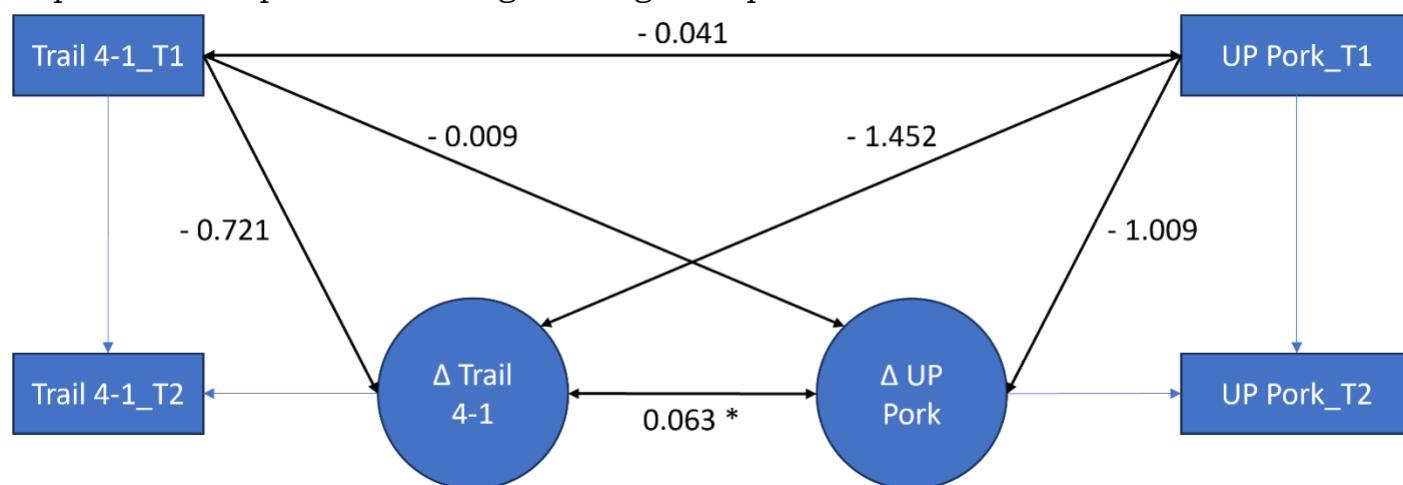 - 0.041
Trail 4-1_T1
UP Pork_T1
- 0.009
- 1.452
- 0.721
- 1.009
Δ Trail
4-1
Δ UP
Pork
Trail 4-1_T2
UP Pork_T2
0.063 *